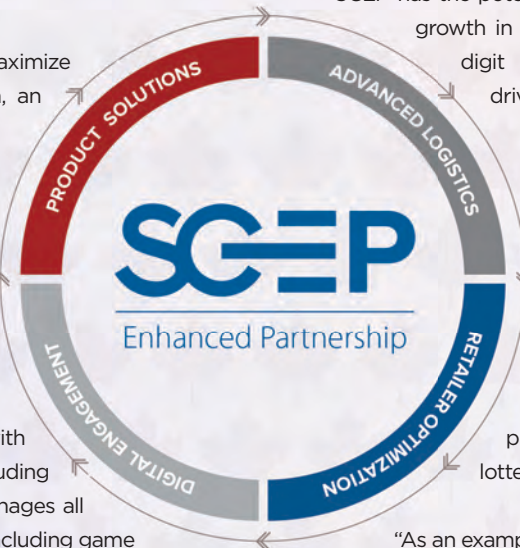 growth in
aximize
digit
, an
driv
PRODUCT SOLUTIONS
ADVANCED LOGISTICS
SGEP
Enhanced Partnership
DIGITAL ENGAGEMENT
RETAILER OPTIMIZATION
ith
p
uding
lotte
nages all
ncluding game
"As an examp